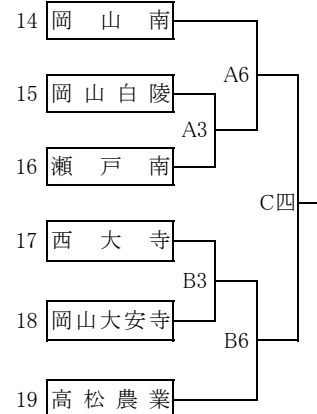 14 岡山南
A6
15 岡山白陵
A3
16 瀬戸南
C四
17 西大寺
B3
18 岡山大安寺
B6
19 高松農業